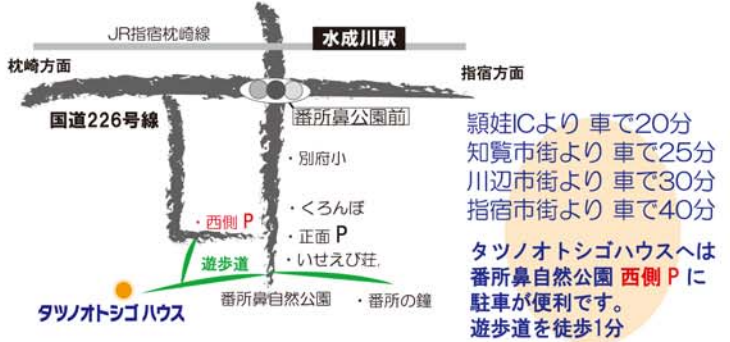 JR指宿枕崎線
水成川駅
枕崎方面
指宿方面
国道226号線
番所鼻公園前
・別府小
・くろんぼ
・西側 P
・正面 P
・いせえび荘,
遊歩道
番所鼻自然公園
・番所の鐘
タツノオトシゴハウス
頴娃ICより 車で20分
知覧市街より 車で25分
川辺市街より 車で30分
指宿市街より 車で40分
タツノオトシゴハウスへは
番所鼻自然公園 西側 P に
駐車が便利です。
遊歩道を徒歩1分